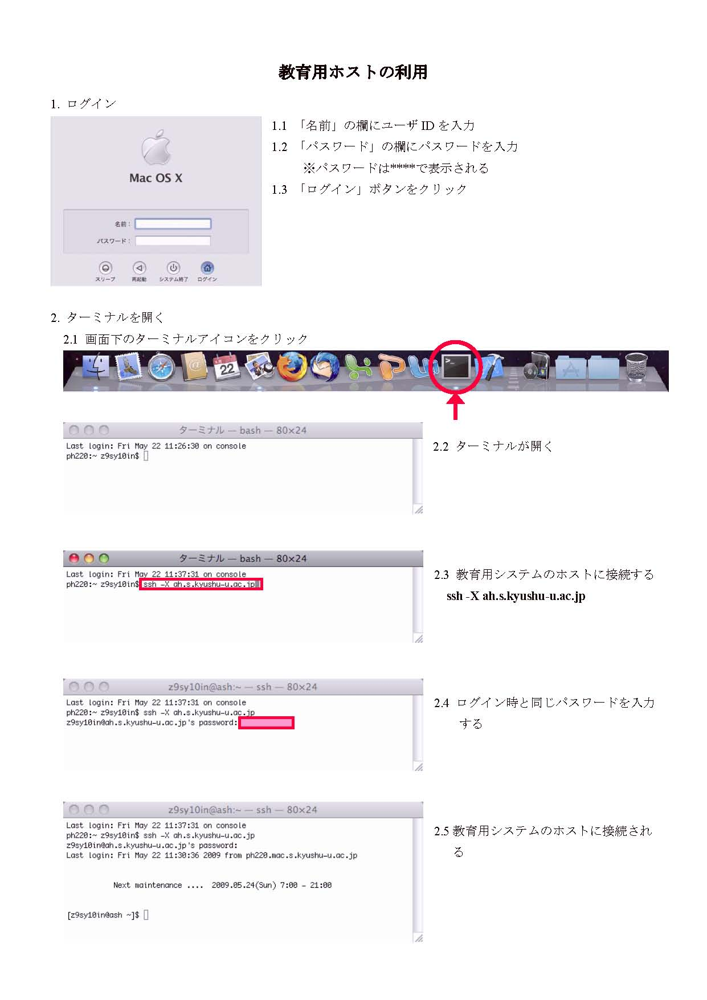 教育用ホストの利用
1. ログイン
Mac OS X
名前：
パスワード：
スリープ 再起動 システム終了 ログイン
1.1 「名前」の欄にユーザ ID を入力
1.2 「パスワード」の欄にパスワードを入力
※パスワードは****で表示される
1.3 「ログイン」ボタンをクリック
2. ターミナルを開く
2.1 画面下のターミナルアイコンをクリック
22
ターミナル — bash — 80×24
Last login: Fri May 22 11:26:30 on console
ph220:~ z9sy10in$
2.2 ターミナルが開く
ターミナル — bash — 80×24
Last login: Fri May 22 11:37:31 on console
ph220:~ z9sy10in$ ssh -X ah.s.kyushu-u.ac.jp
2.3 教育用システムのホストに接続する
ssh -X ah.s.kyushu-u.ac.jp
z9sy10in@ash:~ — ssh — 80×24
Last login: Fri May 22 11:37:31 on console
ph220:~ z9sy10in$ ssh -X ah.s.kyushu-u.ac.jp
z9sy10in@ah.s.kyushu-u.ac.jp's password:
2.4 ログイン時と同じパスワードを入力
する
z9sy10in@ash:~ — ssh — 80×24
Last login: Fri May 22 11:37:31 on console
ph220:~ z9sy10in$ ssh -X ah.s.kyushu-u.ac.jp
z9sy10in@ah.s.kyushu-u.ac.jp's password:
Last login: Fri May 22 11:30:36 2009 from ph220.mac.s.kyushu-u.ac.jp
Next maintenance .... 2009.05.24(Sun) 7:00 - 21:00
[z9sy10in@ash ~]$
2.5 教育用システムのホストに接続され
る